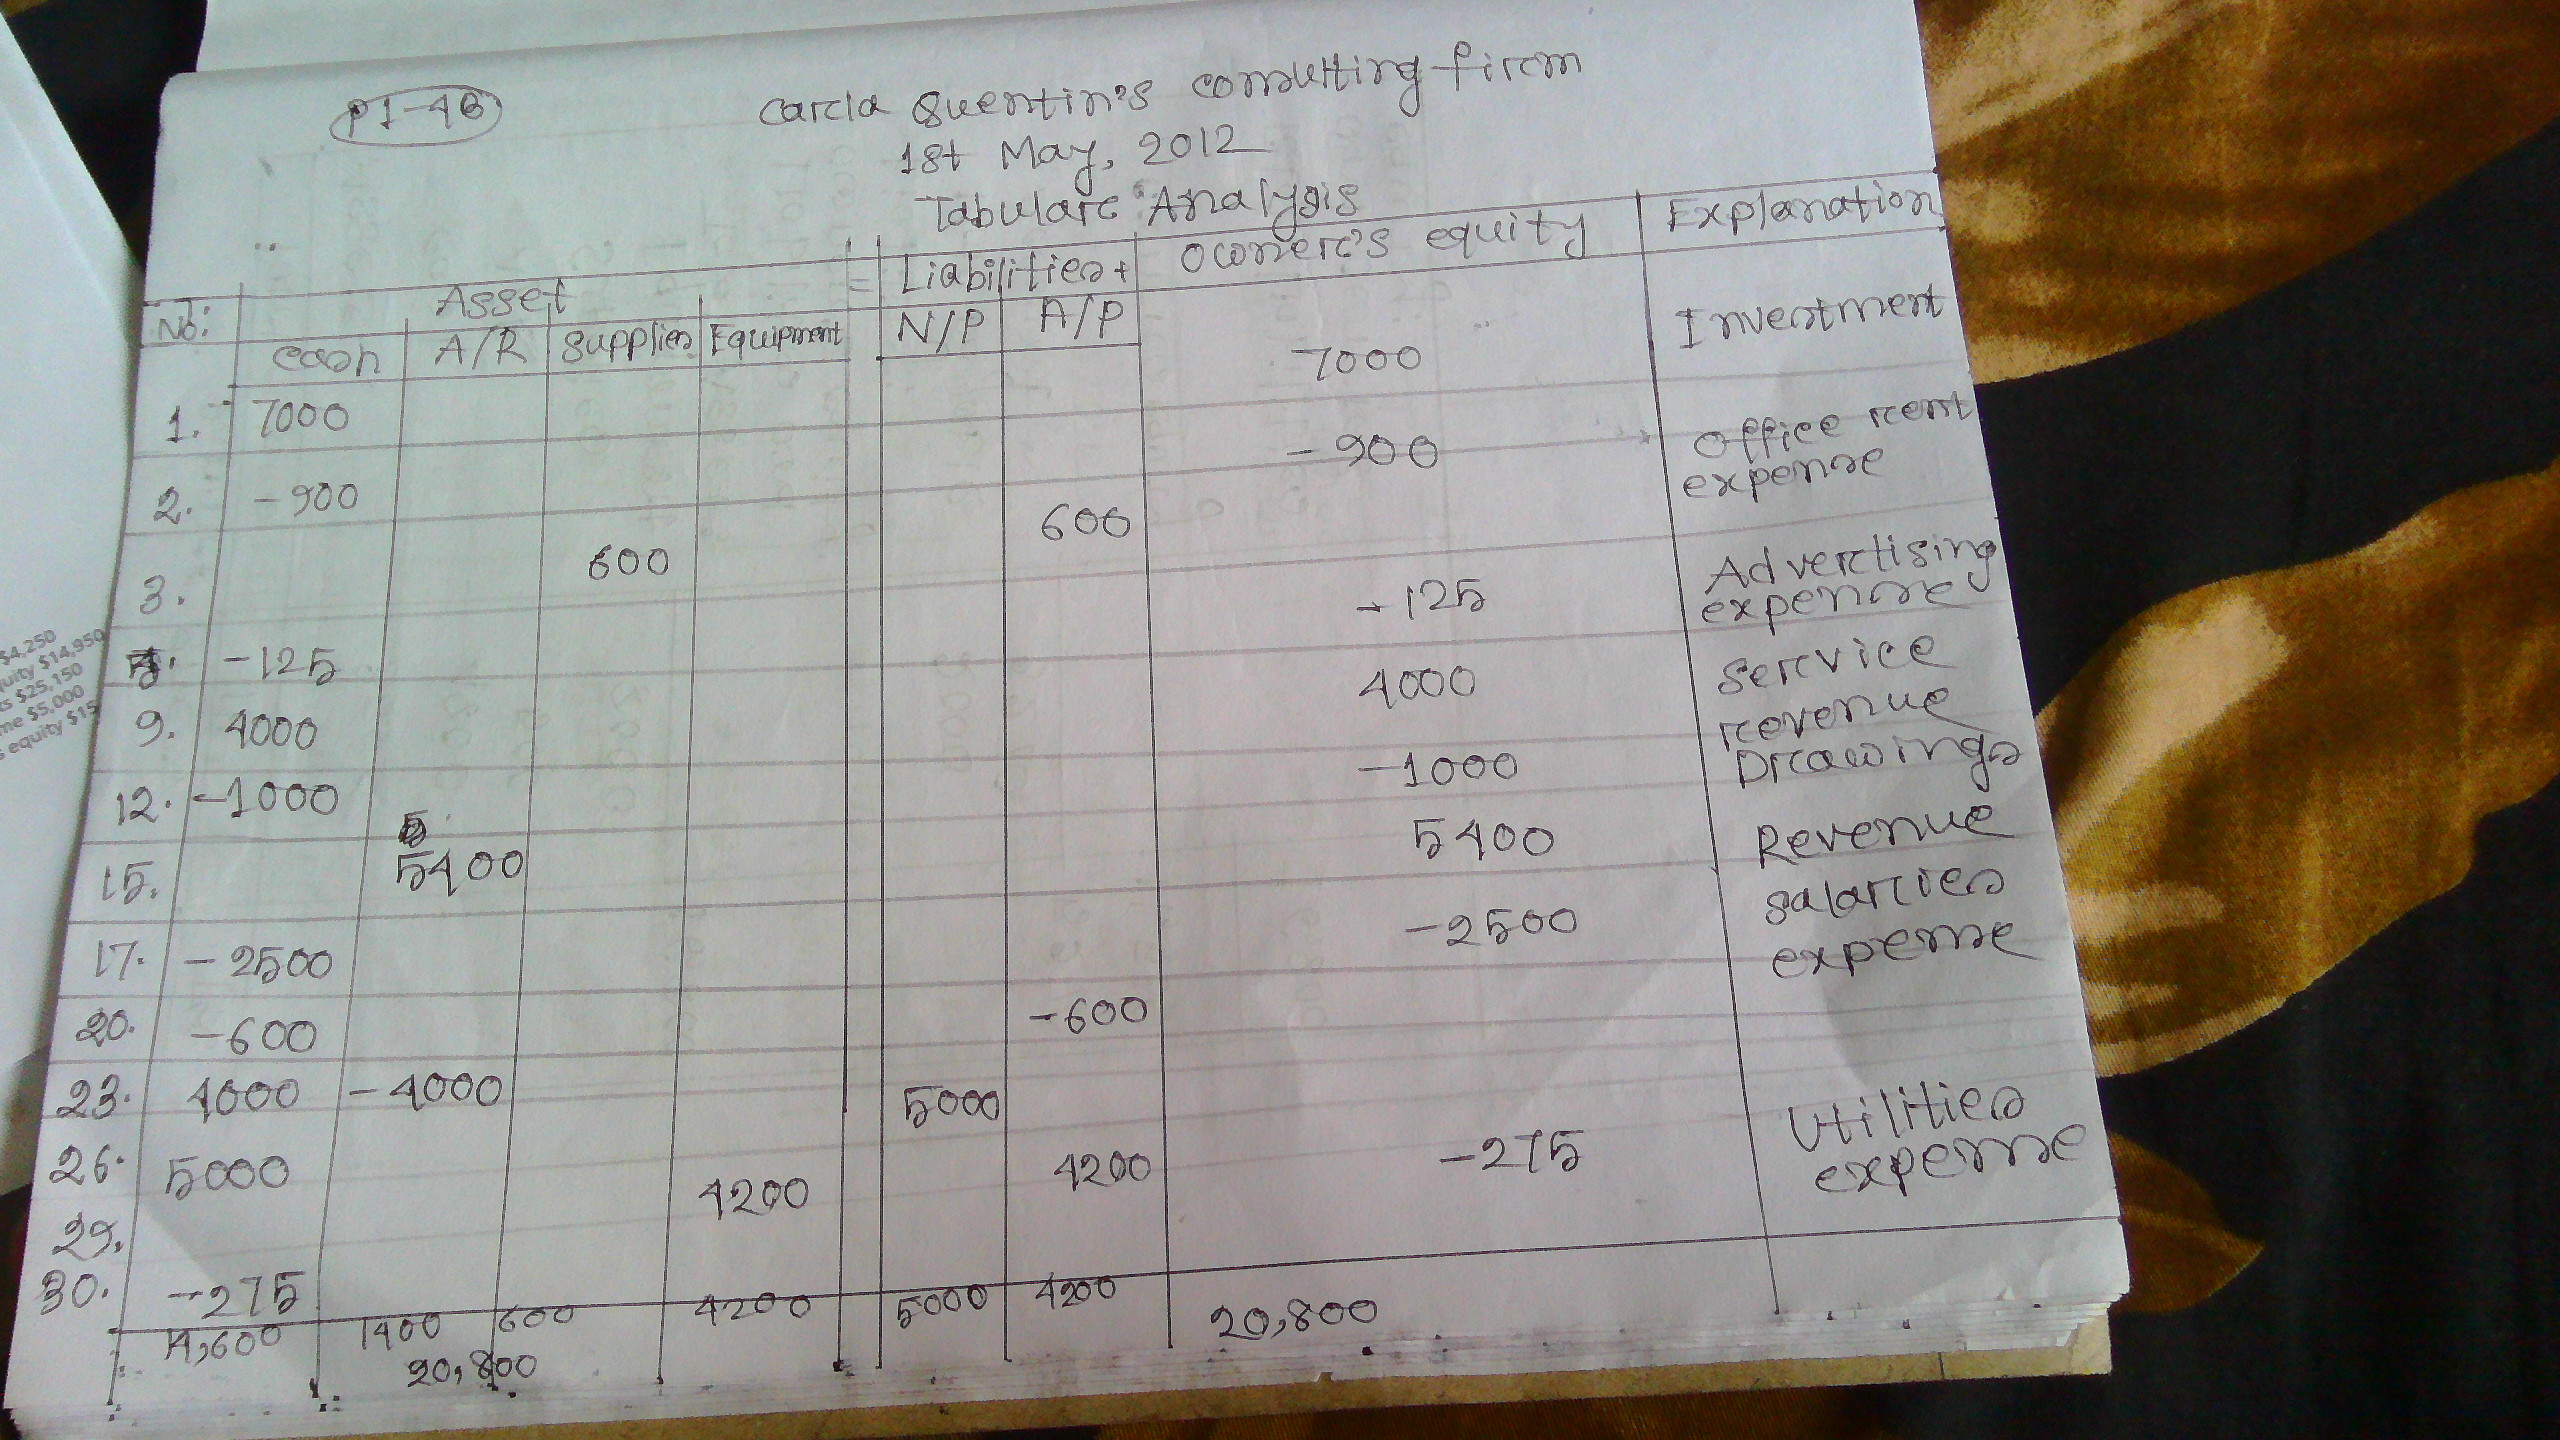 P1-4B
Carla Quentin's consulting firm
1st May, 2012
Tabular Analysis
No: Asset = Liabilities + Owner's equity Explanation
Cash A/R Supplies Equipment N/P A/P
1. 7000 7000 Investment
2. -900 -900 Office rent expense
3. 600 600
5. -125 -125 Advertising expense
9. 4000 4000 Service revenue
12. -1000 -1000 Drawings
15. 5400 5400 Revenue
17. -2500 -2500 Salaries expense
20. -600 -600
23. 4000 -4000
26. 5000 5000
29. 4200 4200
30. -275 -275 Utilities expense
14,600 1400 600 4200 5000 4200 20,800
20,800
$4,250
quity $14,950
ts $25,150
me $5,000
s equity $15